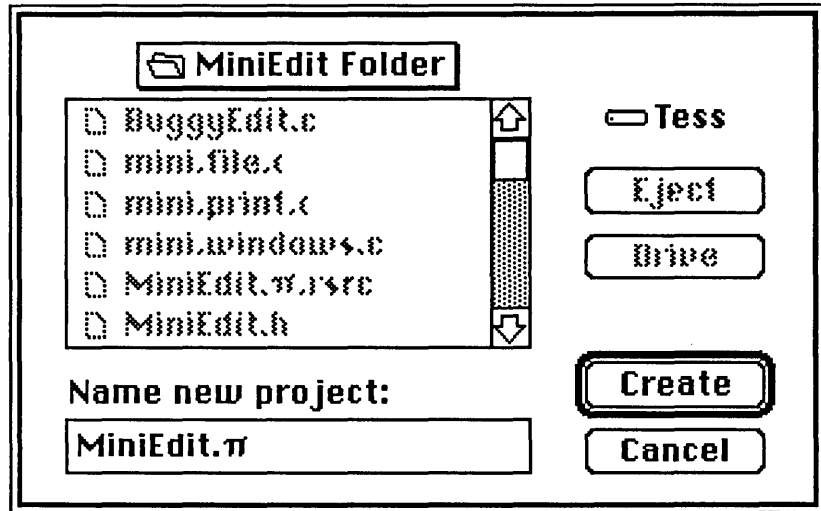 MiniEdit Folder
BuggyEdit.c
mini.file.c
mini.print.c
mini.windows.c
MiniEdit.π.rsrc
MiniEdit.h
Tess
Eject
Drive
Name new project:
MiniEdit.π
Create
Cancel